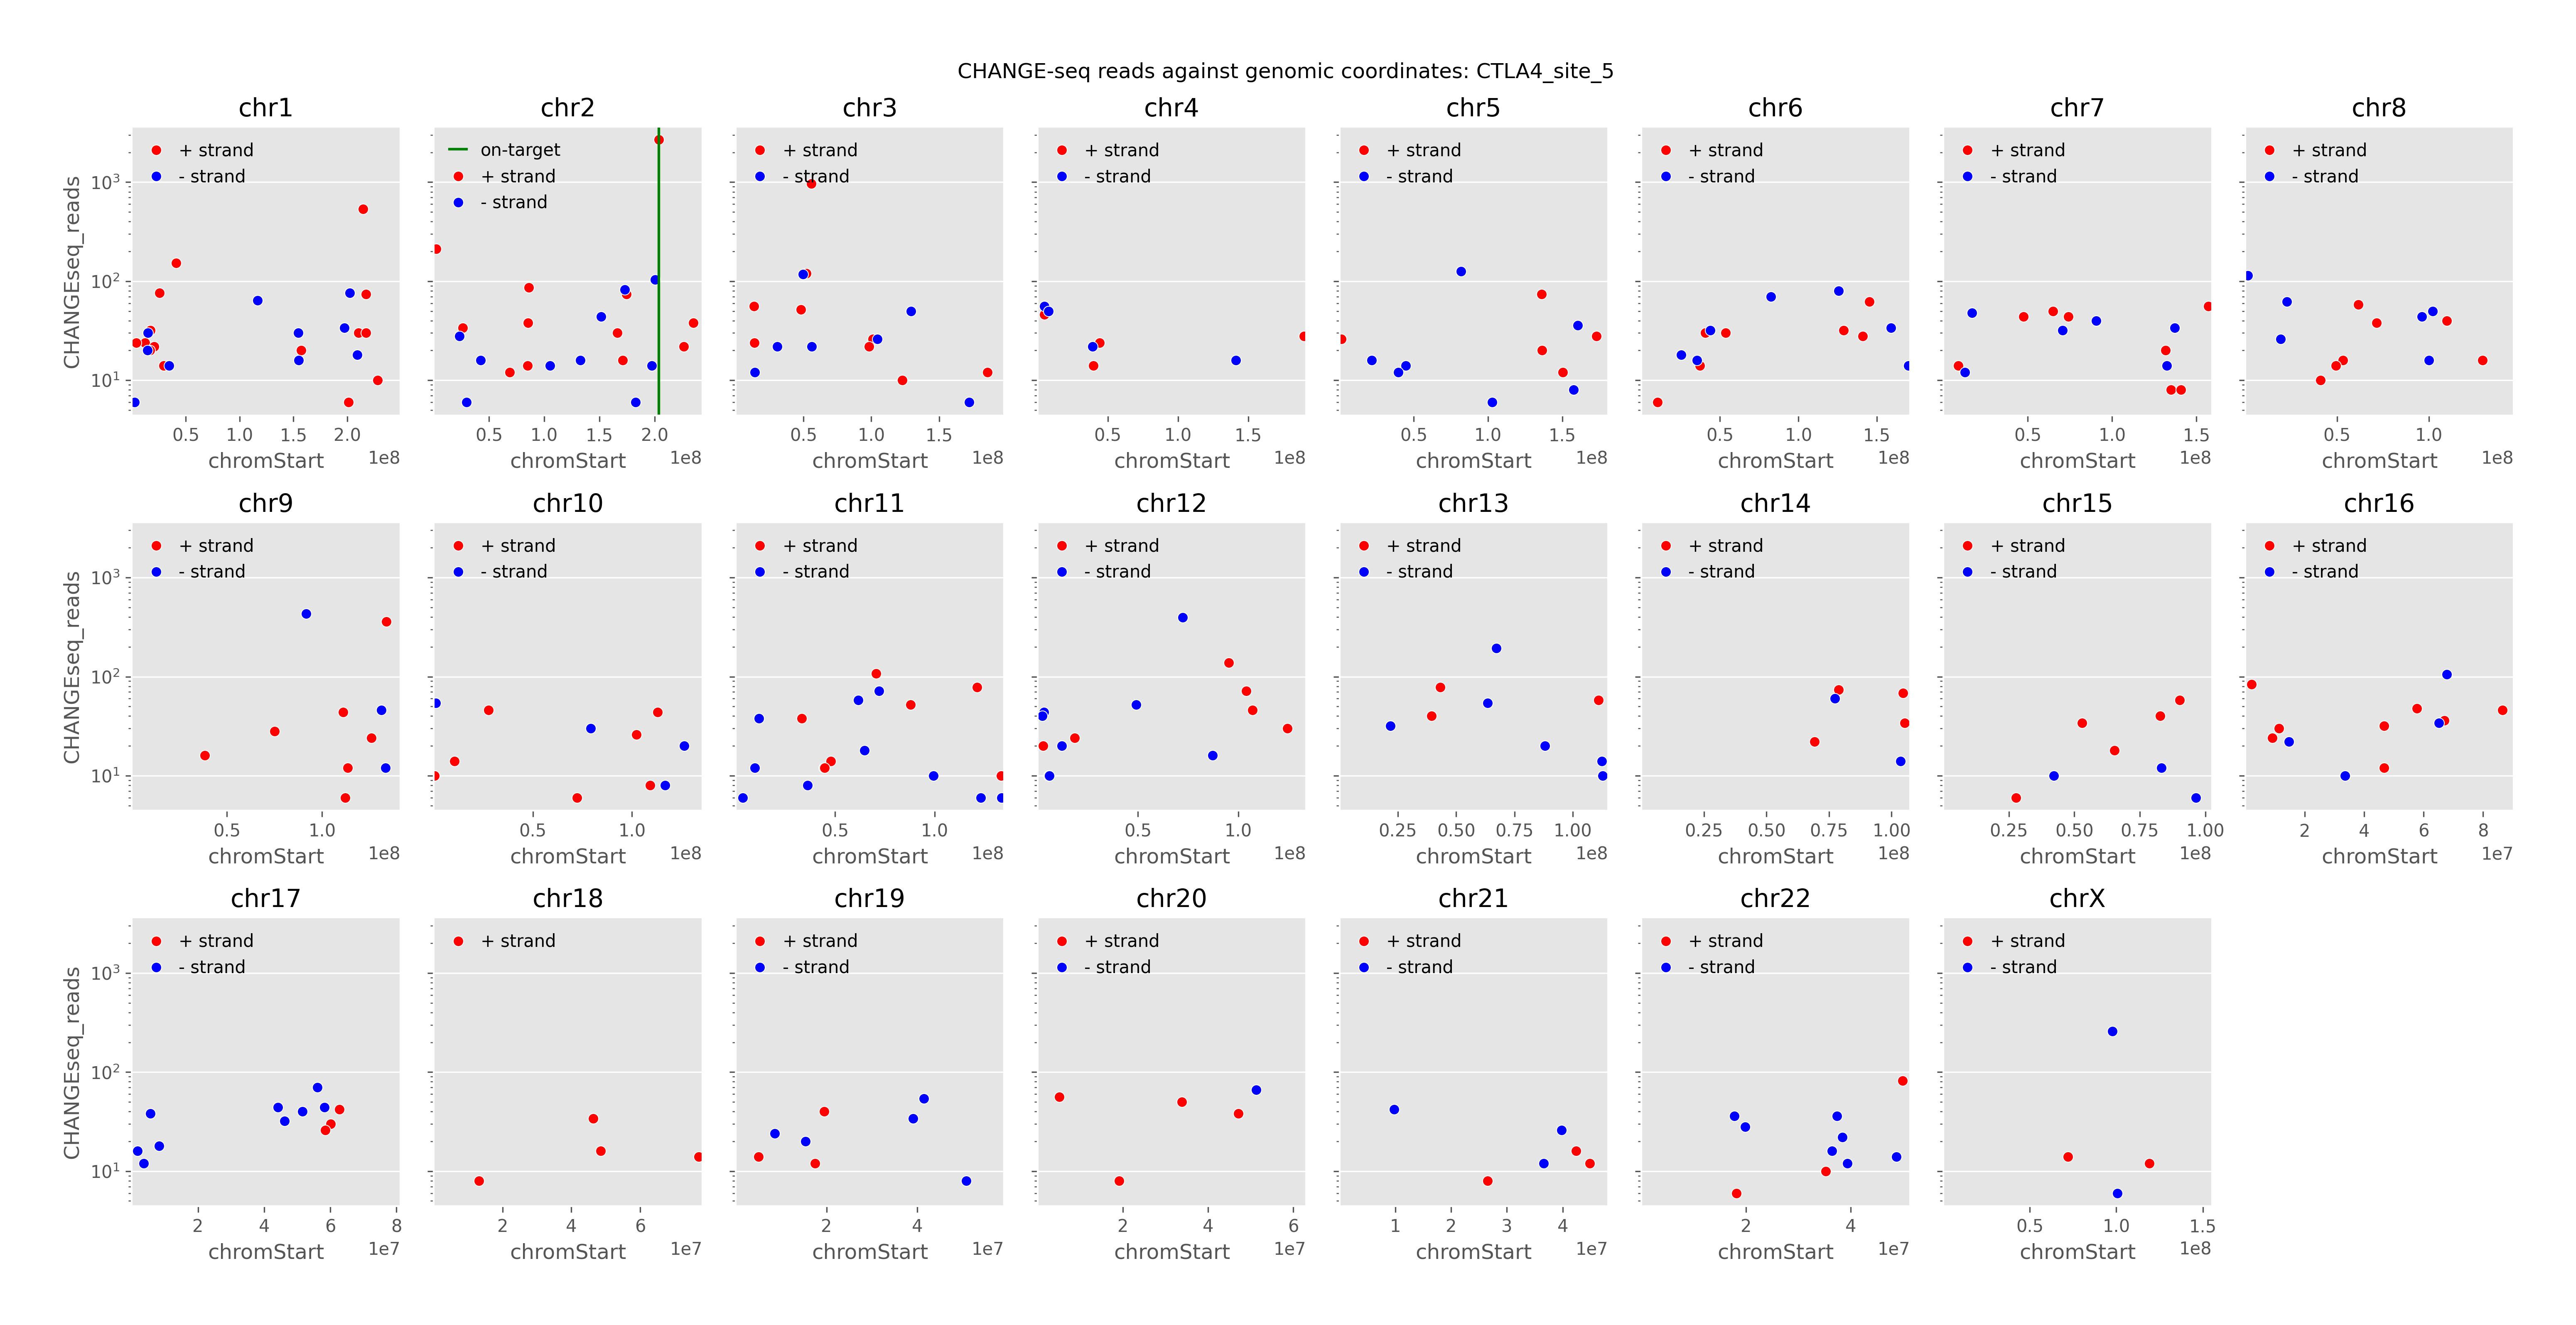 CHANGE-seq reads against genomic coordinates: CTLA4_site_5
chr1 chr2 chr3 chr4 chr5 chr6 chr7 chr8
+ strand on-target + strand + strand + strand + strand + strand + strand
- strand + strand - strand - strand - strand - strand - strand - strand
- strand
CHANGEseq_reads
10³
10²
10¹
0.5 1.0 1.5 2.0 0.5 1.0 1.5 2.0 0.5 1.0 1.5 0.5 1.0 1.5 0.5 1.0 1.5 0.5 1.0 1.5 0.5 1.0 1.5 0.5 1.0
chromStart 1e8 chromStart 1e8 chromStart 1e8 chromStart 1e8 chromStart 1e8 chromStart 1e8 chromStart 1e8 chromStart 1e8
chr9 chr10 chr11 chr12 chr13 chr14 chr15 chr16
+ strand + strand + strand + strand + strand + strand + strand + strand
- strand - strand - strand - strand - strand - strand - strand - strand
CHANGEseq_reads
10³
10²
10¹
0.5 1.0 0.5 1.0 0.5 1.0 0.5 1.0 0.25 0.50 0.75 1.00 0.25 0.50 0.75 1.00 0.25 0.50 0.75 1.00 2 4 6 8
chromStart 1e8 chromStart 1e8 chromStart 1e8 chromStart 1e8 chromStart 1e8 chromStart 1e8 chromStart 1e8 chromStart 1e7
chr17 chr18 chr19 chr20 chr21 chr22 chrX
+ strand + strand + strand + strand + strand + strand + strand
- strand - strand - strand - strand - strand - strand
CHANGEseq_reads
10³
10²
10¹
2 4 6 8 2 4 6 2 4 2 4 6 1 2 3 4 2 4 0.5 1.0 1.5
chromStart 1e7 chromStart 1e7 chromStart 1e7 chromStart 1e7 chromStart 1e7 chromStart 1e7 chromStart 1e8